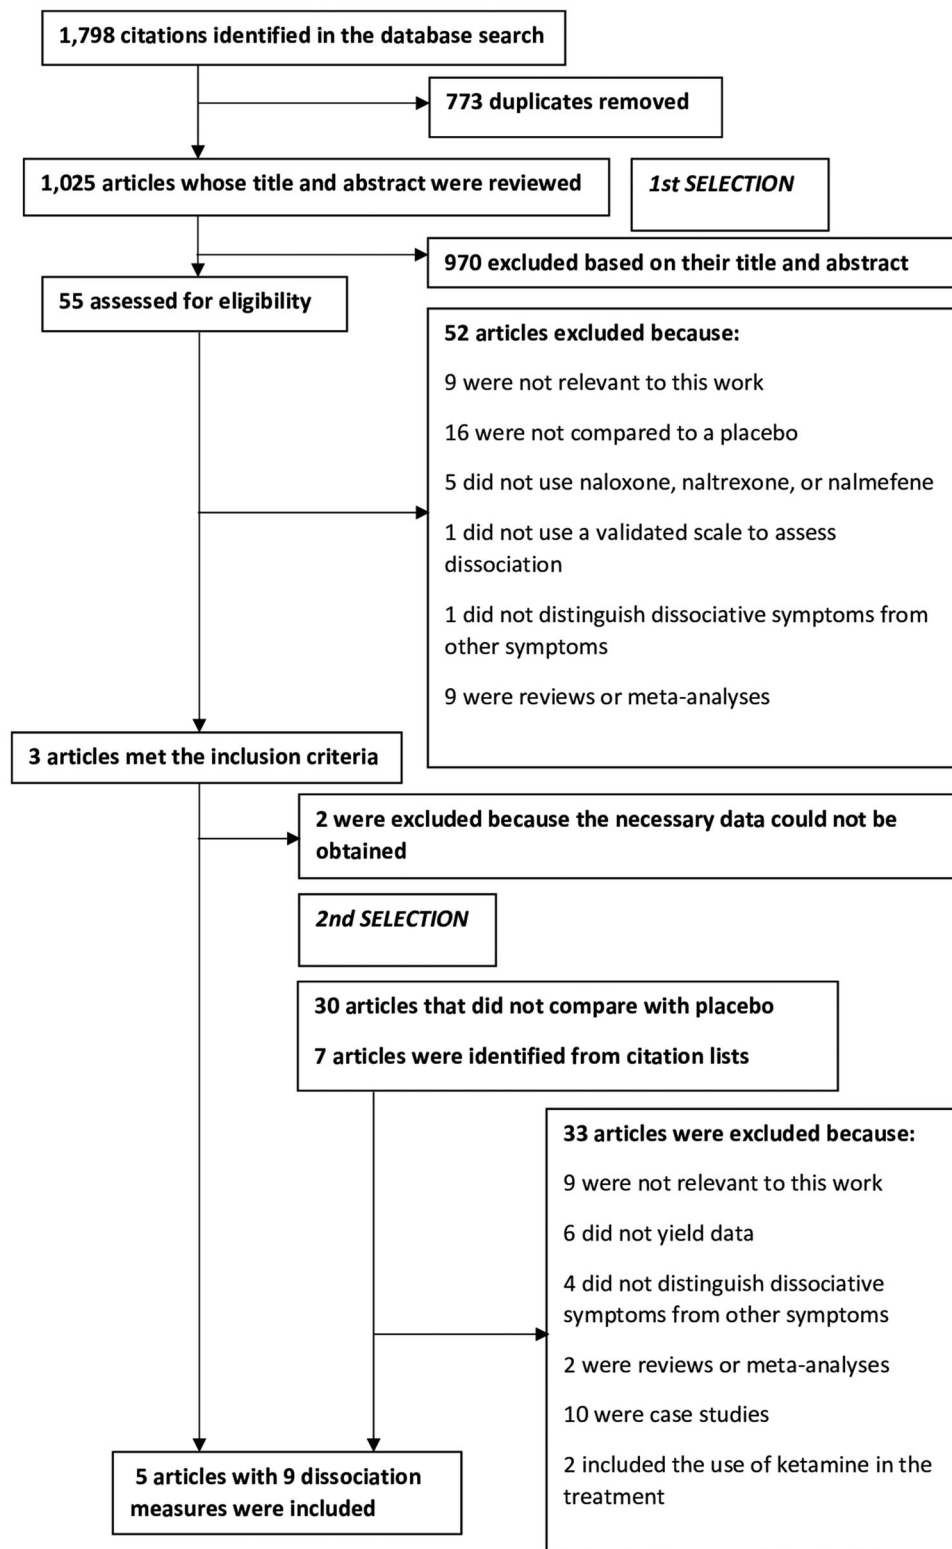 1,798 citations identified in the database search
773 duplicates removed
1,025 articles whose title and abstract were reviewed
1st SELECTION
970 excluded based on their title and abstract
55 assessed for eligibility
52 articles excluded because:
9 were not relevant to this work
16 were not compared to a placebo
5 did not use naloxone, naltrexone, or nalmefene
1 did not use a validated scale to assess
dissociation
1 did not distinguish dissociative symptoms from
other symptoms
9 were reviews or meta-analyses
3 articles met the inclusion criteria
2 were excluded because the necessary data could not be
obtained
2nd SELECTION
30 articles that did not compare with placebo
7 articles were identified from citation lists
33 articles were excluded because:
9 were not relevant to this work
6 did not yield data
4 did not distinguish dissociative
symptoms from other symptoms
2 were reviews or meta-analyses
10 were case studies
2 included the use of ketamine in the
treatment
5 articles with 9 dissociation
measures were included